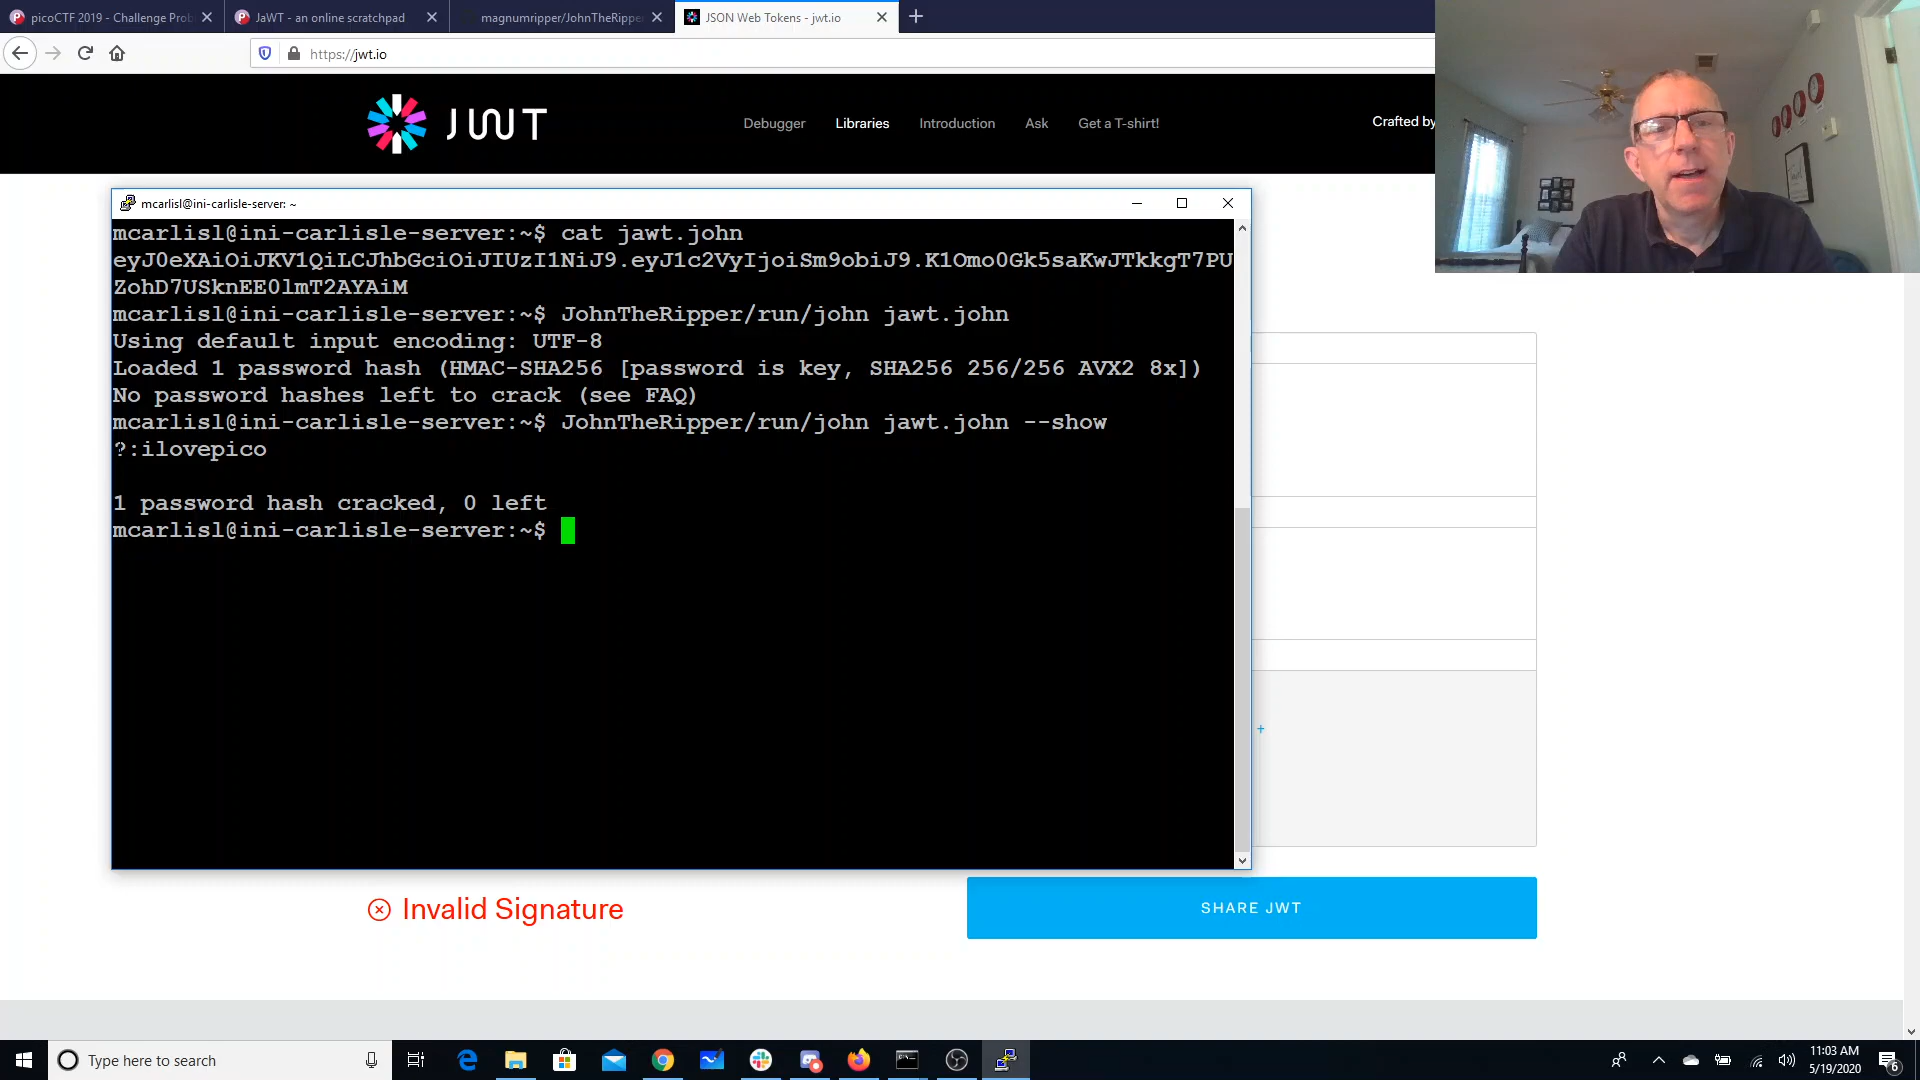 picoCTF 2019 - Challenge Prob
JaWT - an online scratchpad
magnumripper/JohnTheRipper
JSON Web Tokens - jwt.io
https://jwt.io
JWT
Debugger
Libraries
Introduction
Ask
Get a T-shirt!
Crafted by
mcarlisl@ini-carlisle-server: ~
mcarlisl@ini-carlisle-server:~$ cat jawt.john
eyJ0eXAiOiJKV1QiLCJhbGciOiJIUzI1NiJ9.eyJ1c2VyIjoiSm9obiJ9.K1Omo0Gk5saKwJTkkgT7PU
ZohD7USknEE0lmT2AYAiM
mcarlisl@ini-carlisle-server:~$ JohnTheRipper/run/john jawt.john
Using default input encoding: UTF-8
Loaded 1 password hash (HMAC-SHA256 [password is key, SHA256 256/256 AVX2 8x])
No password hashes left to crack (see FAQ)
mcarlisl@ini-carlisle-server:~$ JohnTheRipper/run/john jawt.john --show
?:ilovepico
1 password hash cracked, 0 left
mcarlisl@ini-carlisle-server:~$
Invalid Signature
SHARE JWT
Type here to search
11:03 AM
5/19/2020
6